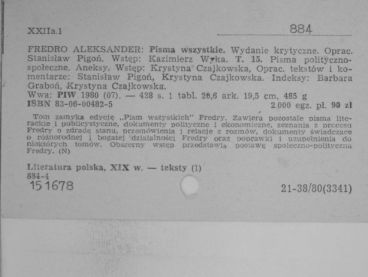 XXIIa.1
884
FREDRO ALEKSANDER: Pisma wszystkie. Wydanie krytyczne. Oprac.
Stanisław Pigoń. Wstęp: Kazimierz Wyka. T. 15. Pisma polityczno-
społeczne. Aneksy. Wstęp: Krystyna Czajkowska, Oprac. tekstów i ko-
mentarze: Stanisław Pigoń, Krystyna Czajkowska. Indeksy: Barbara
Graboń, Krystyna Czajkowska.
Wwa: PIW 1980 (07). — 438 s. 1 tabl. 20,6 ark. 19,5 cm, 485 g
ISBN 83-06-00482-5 2 000 egz. pł. 90 zł
Tom zamyka edycję „Pism wszystkich" Fredry. Zawiera pozostałe pisma lite-
rackie i publicystyczne, dokumenty polityczne i ekonomiczne, zeznania z procesu
Fredry o zdradę stanu, przemówienia i relacje z rozmów, dokumenty świadczące
o różnorodnej i bogatej działalności Fredry oraz poprawki i uzupełnienia do
niektórych tomów. Obszerny wstęp przedstawia postawę społeczno-polityczną
Fredry. (N)
Literatura polska, XIX w. — teksty (1)
884-4
151678
21-38/80(3341)